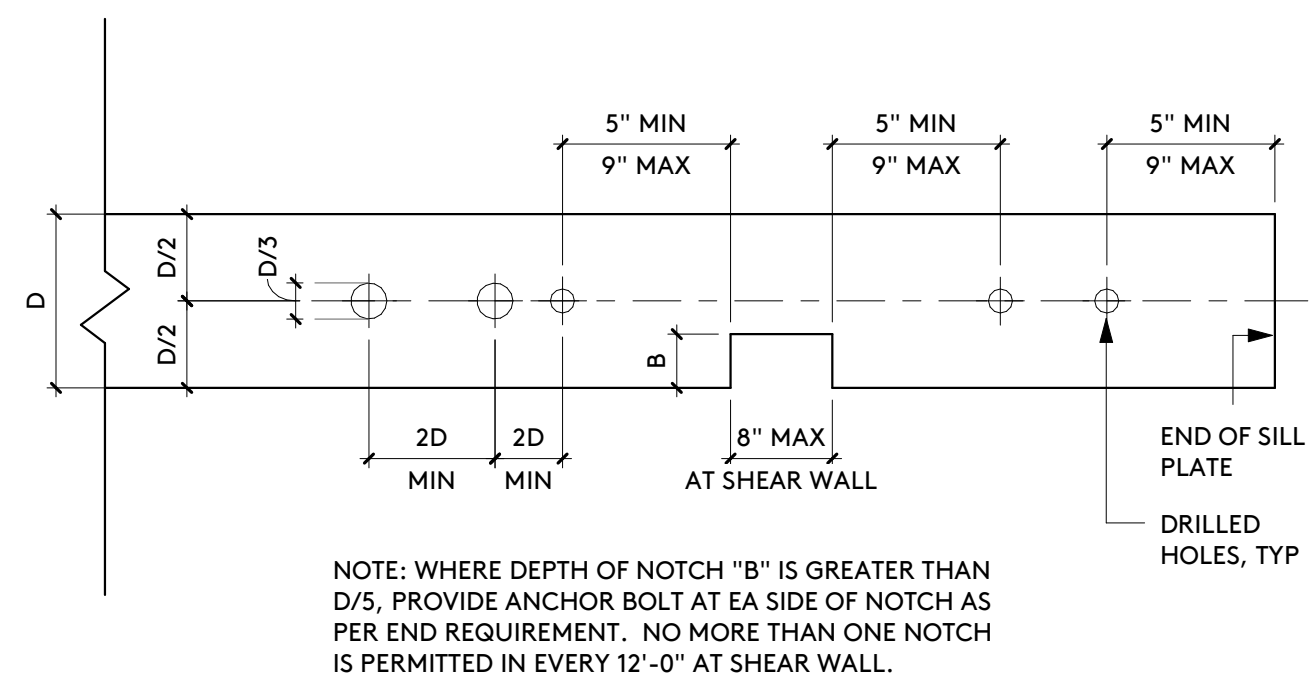 5" MIN
9" MAX
5" MIN
9" MAX
5" MIN
9" MAX
D
D/2
D/2
D/3
B
2D
MIN
2D
MIN
8" MAX
AT SHEAR WALL
END OF SILL
PLATE
DRILLED
HOLES, TYP
NOTE: WHERE DEPTH OF NOTCH "B" IS GREATER THAN
D/5, PROVIDE ANCHOR BOLT AT EA SIDE OF NOTCH AS
PER END REQUIREMENT. NO MORE THAN ONE NOTCH
IS PERMITTED IN EVERY 12'-0" AT SHEAR WALL.